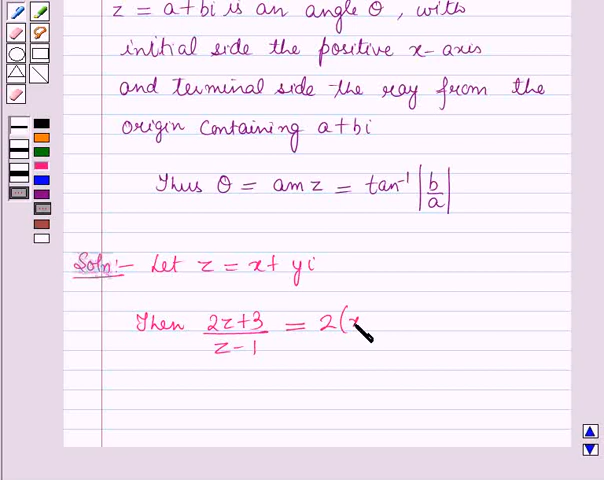 z = a+bi is an angle θ, with
initial side the positive x-axis
and terminal side the ray from the
origin containing a+bi
Thus θ = am z = tan⁻¹ |b/a|
Soln:- Let z = x+ yi
Then (2z+3)/(z-1) = 2(x